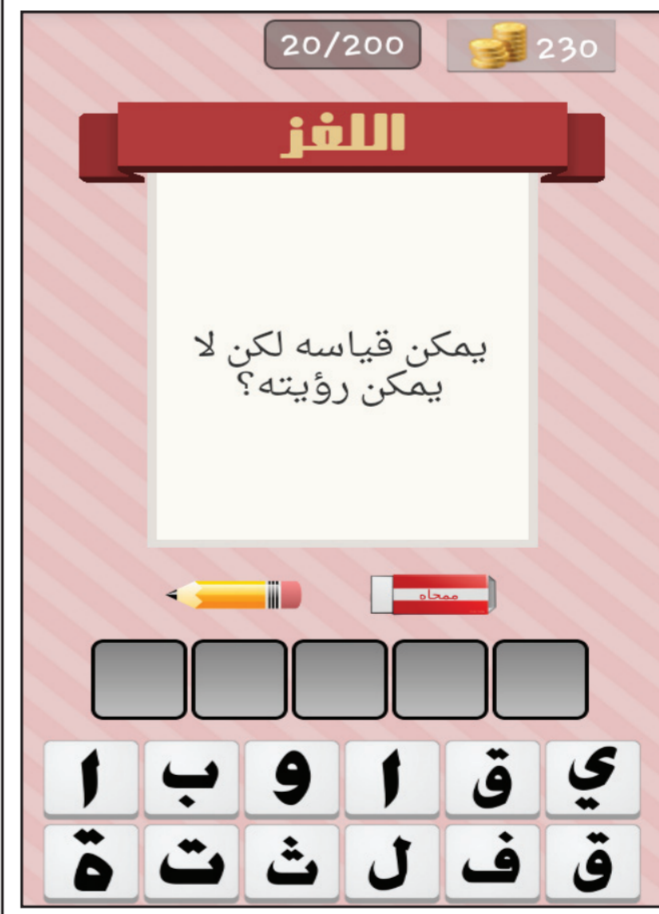 20/200 230
اللغز
يمكن قياسه لكن لا
يمكن رؤيته؟
ممحاه
ا ب و ا ق ي
ة ت ث ل ف ق